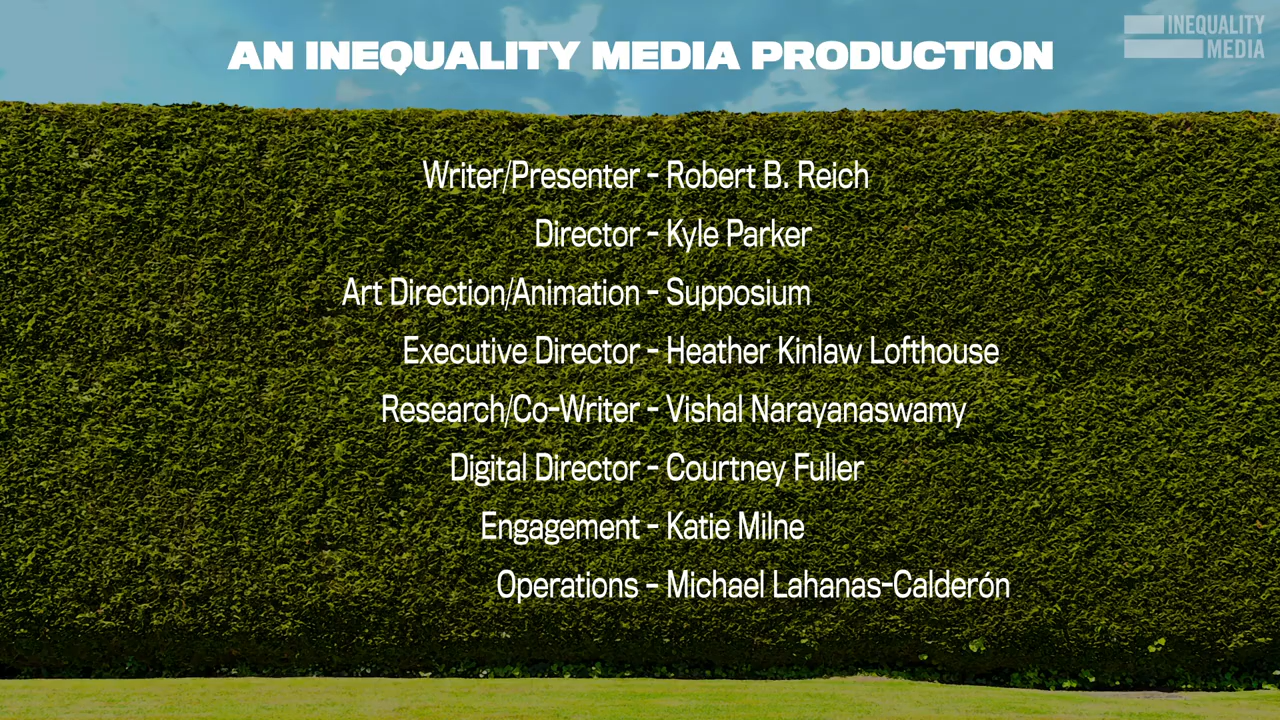 AN INEQUALITY MEDIA PRODUCTION
INEQUALITY
MEDIA
Writer/Presenter - Robert B. Reich
Director - Kyle Parker
Art Direction/Animation - Supposium
Executive Director - Heather Kinlaw Lofthouse
Research/Co-Writer - Vishal Narayanaswamy
Digital Director - Courtney Fuller
Engagement - Katie Milne
Operations - Michael Lahanas-Calderón